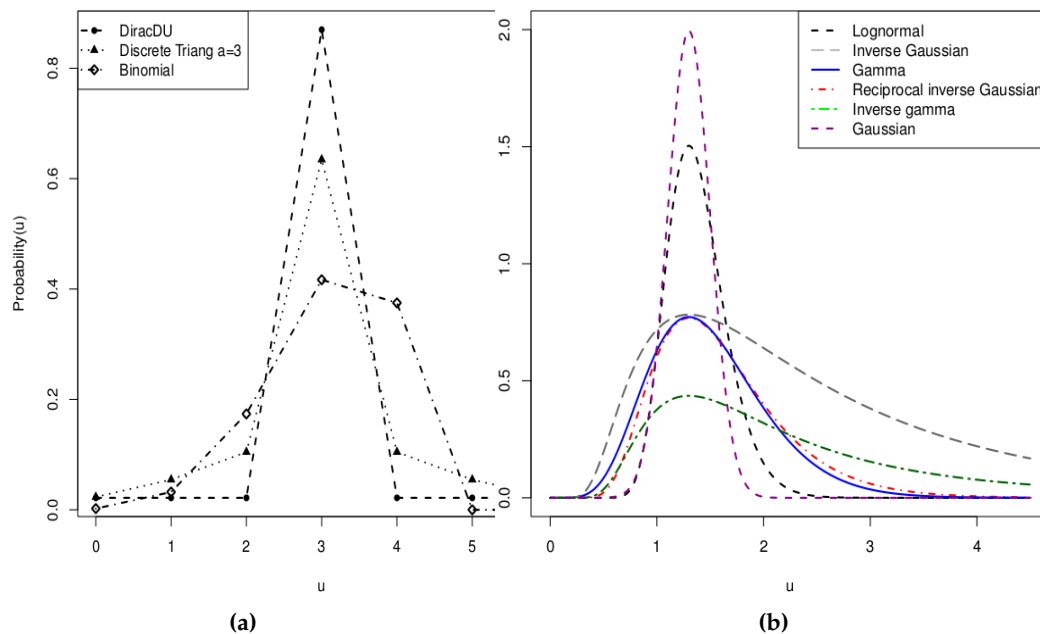 DiracDU
Discrete Triang a=3
Binomial
Probability(u)
0.0
0.2
0.4
0.6
0.8
0 1 2 3 4 5
u
(a)
Lognormal
Inverse Gaussian
Gamma
Reciprocal inverse Gaussian
Inverse gamma
Gaussian
0.0
0.5
1.0
1.5
2.0
0 1 2 3 4
u
(b)